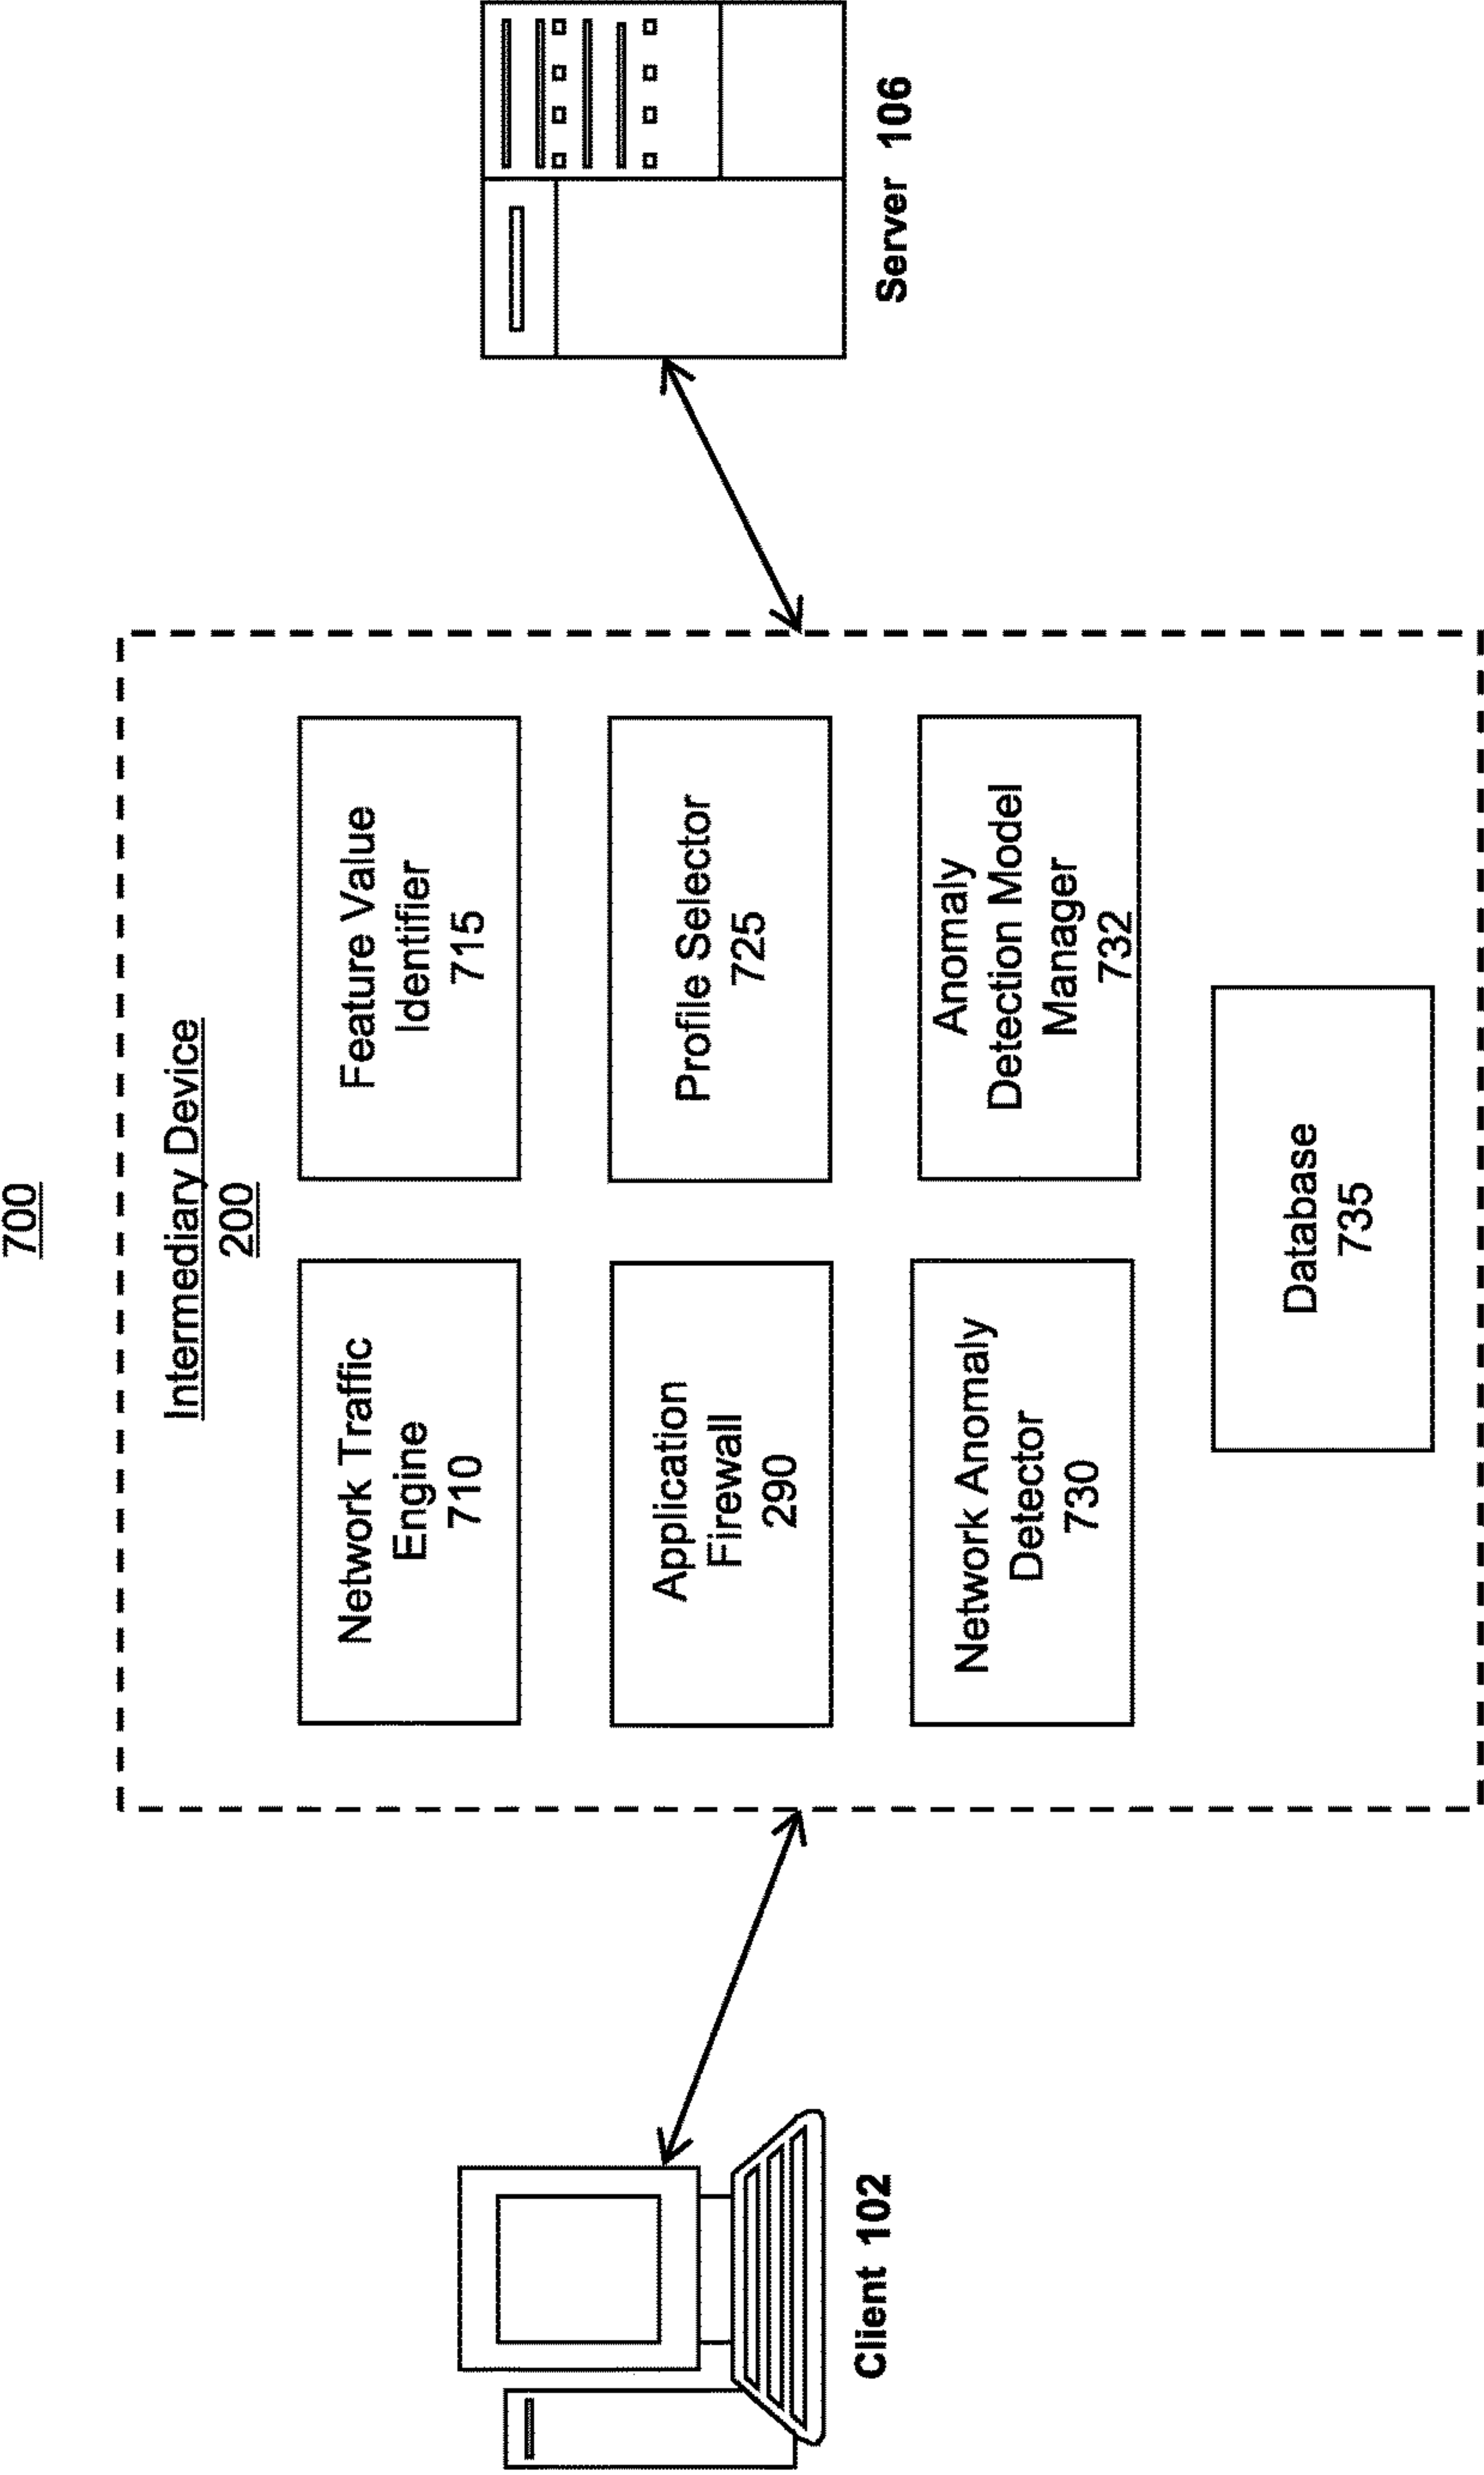 700
Intermediary Device
200
Network Traffic
Engine
710
Feature Value
Identifier
715
Application
Firewall
290
Profile Selector
725
Network Anomaly
Detector
730
Anomaly
Detection Model
Manager
732
Database
735
Client 102
Server 106